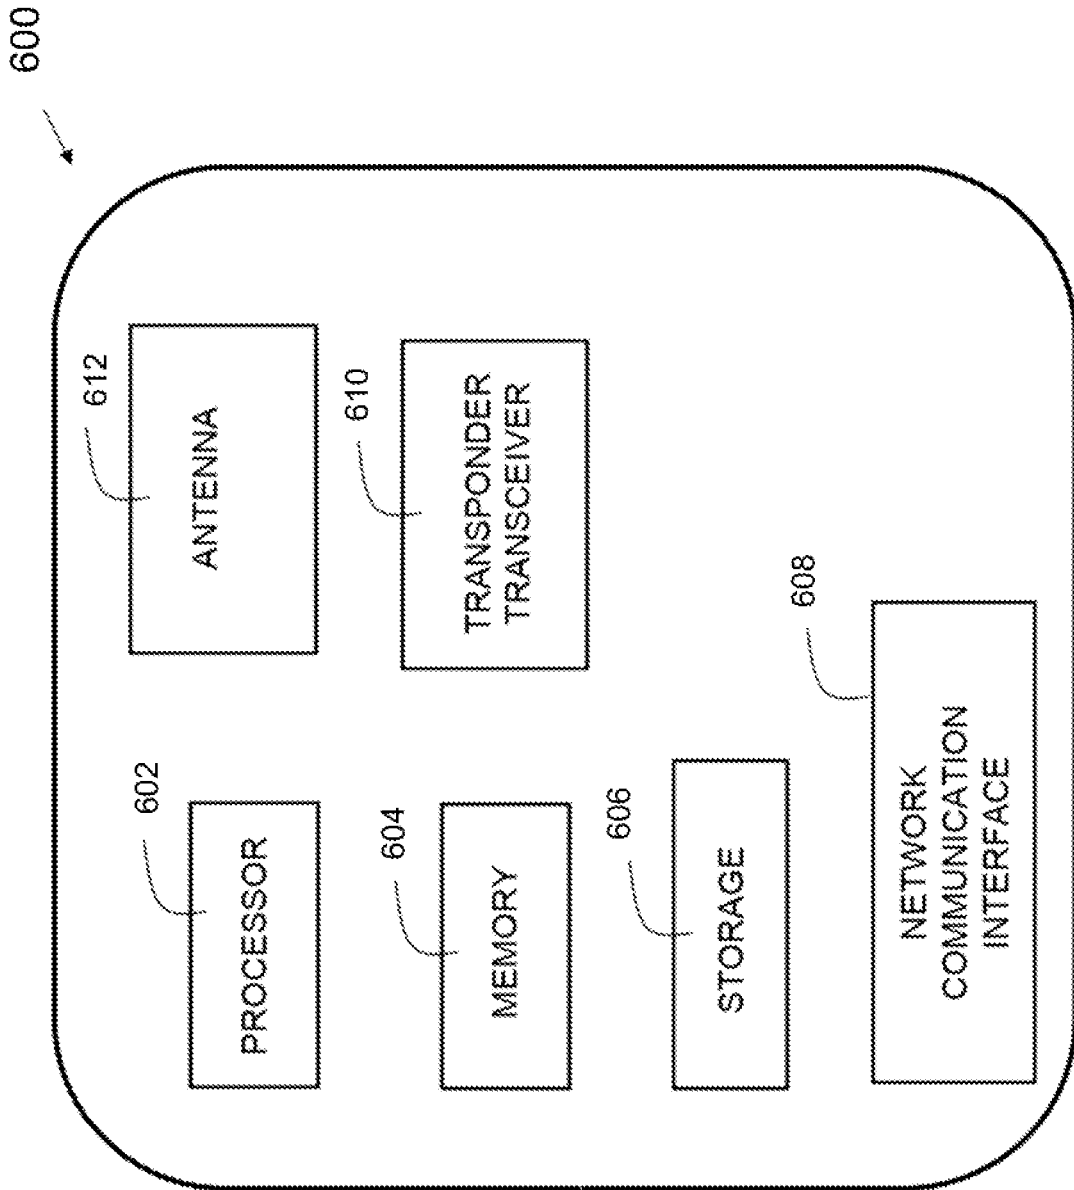 600
602
PROCESSOR
612
ANTENNA
604
MEMORY
610
TRANSPONDER
TRANSCEIVER
606
STORAGE
608
NETWORK
COMMUNICATION
INTERFACE